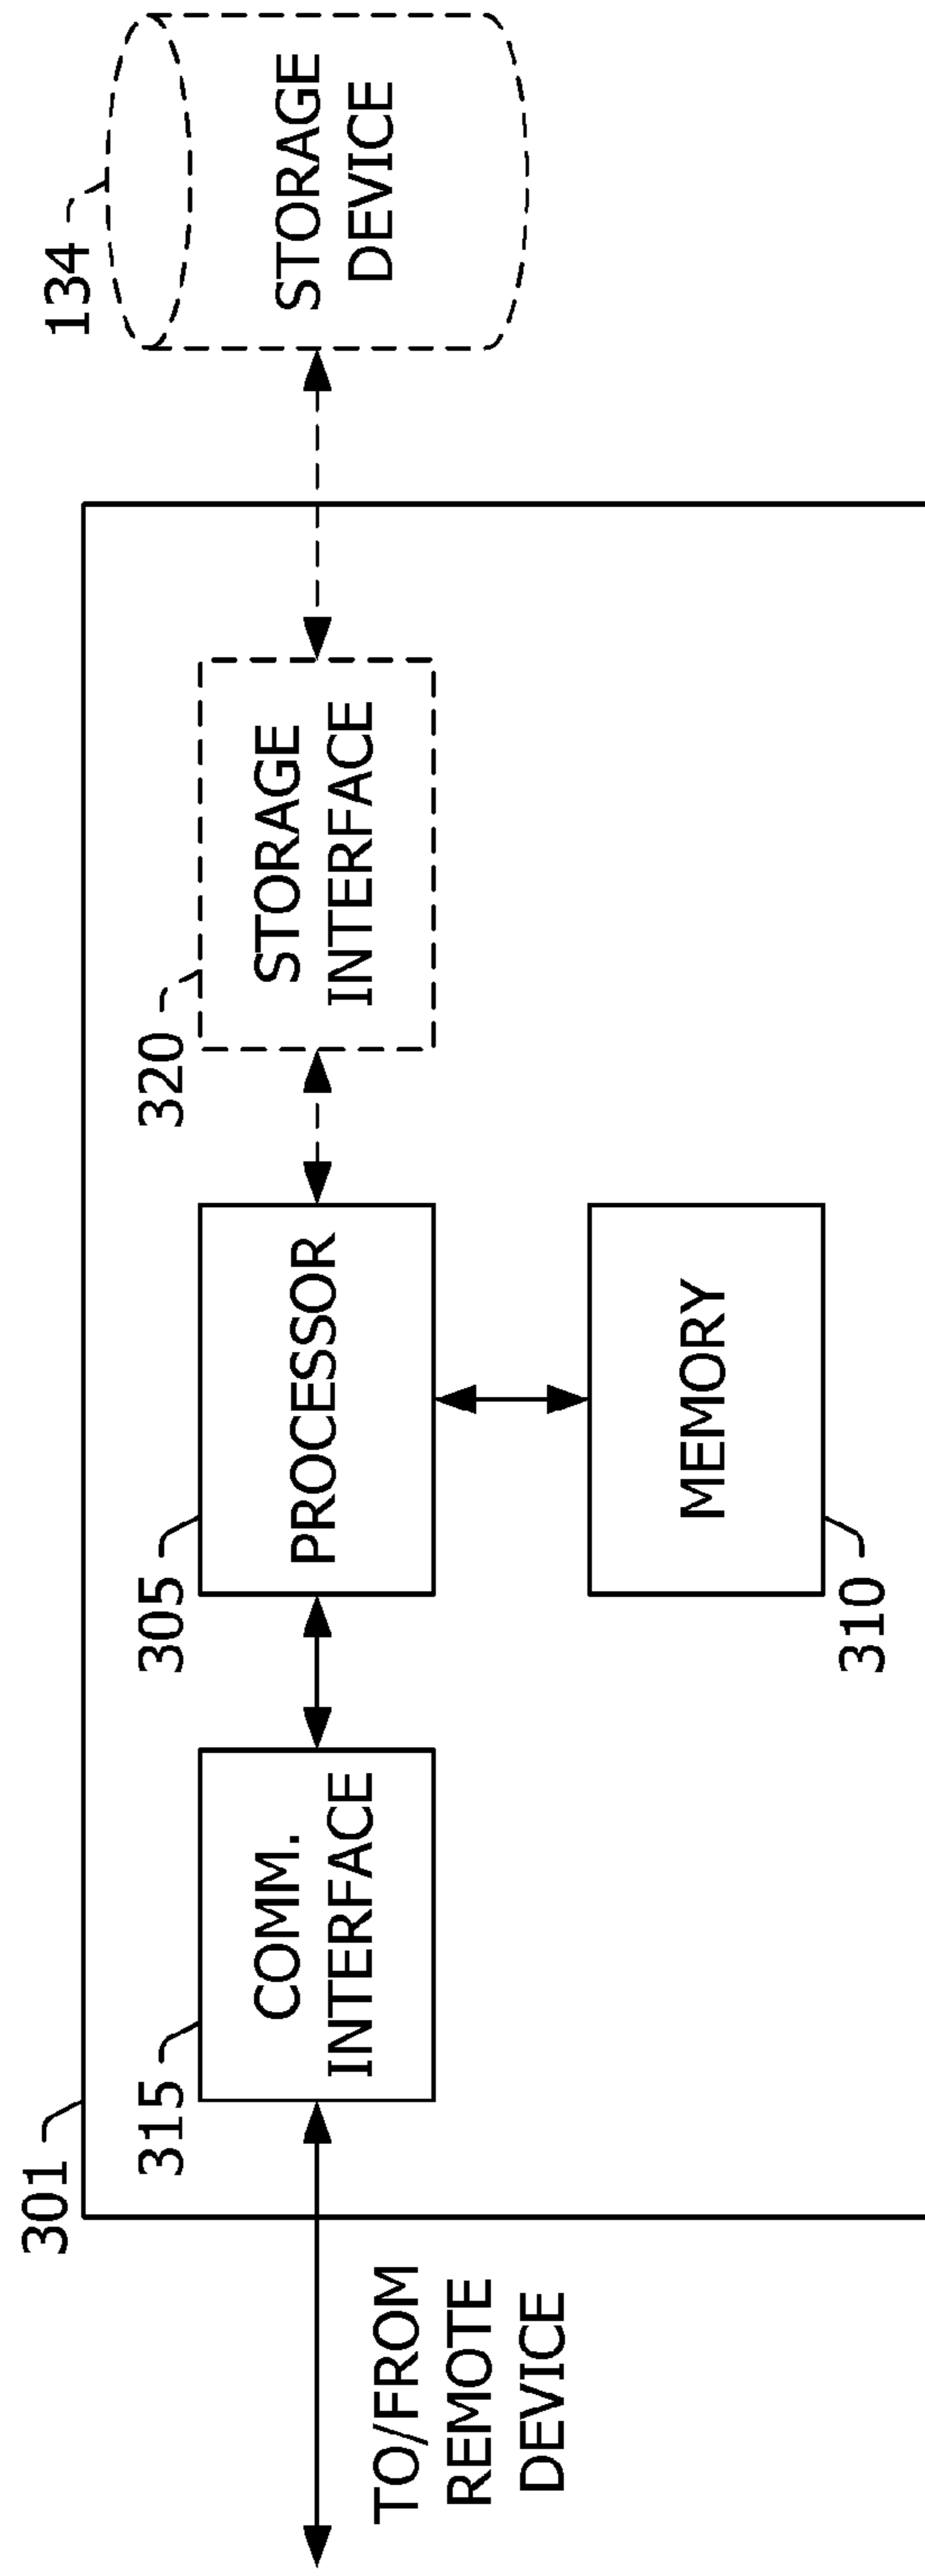 301
315
COMM.
INTERFACE
305
PROCESSOR
320
STORAGE
INTERFACE
134
STORAGE
DEVICE
TO/FROM
REMOTE
DEVICE
MEMORY
310